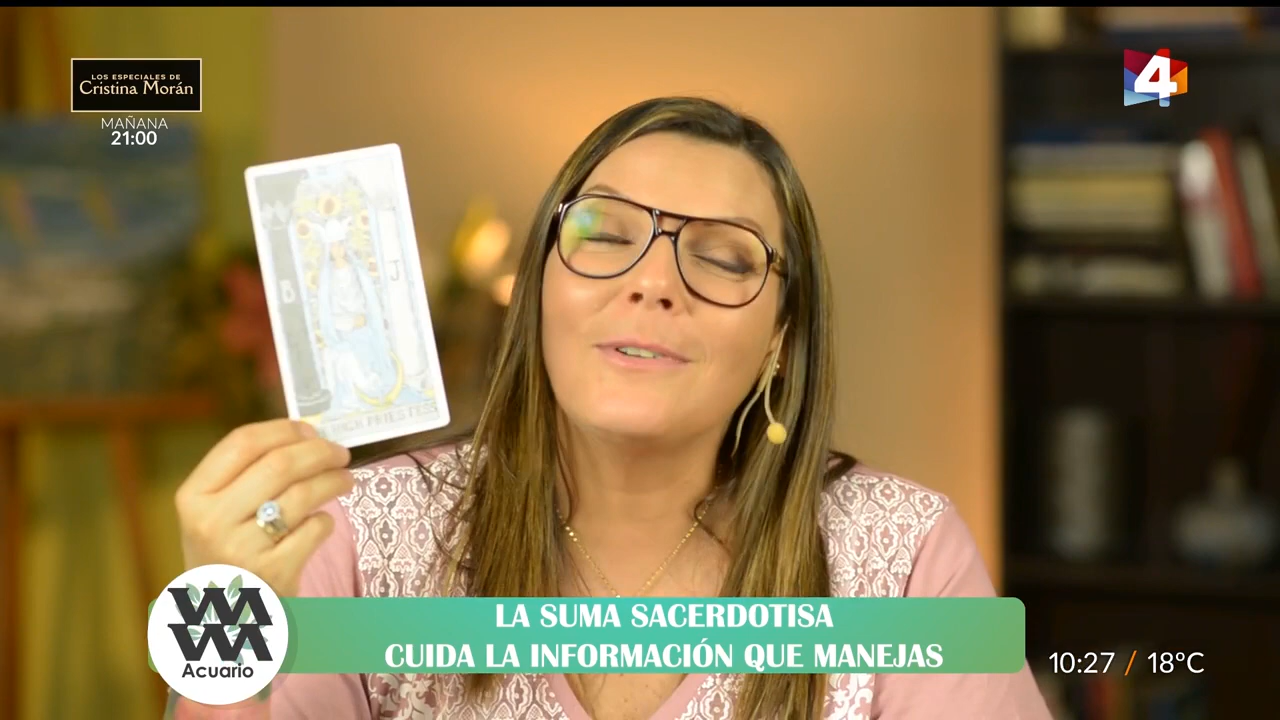 LOS ESPECIALES DE
Cristina Morán
MAÑANA
21:00
4
B
J
HIGH PRIESTESS
LA SUMA SACERDOTISA
CUIDA LA INFORMACIÓN QUE MANEJAS
Acuario
10:27 / 18°C